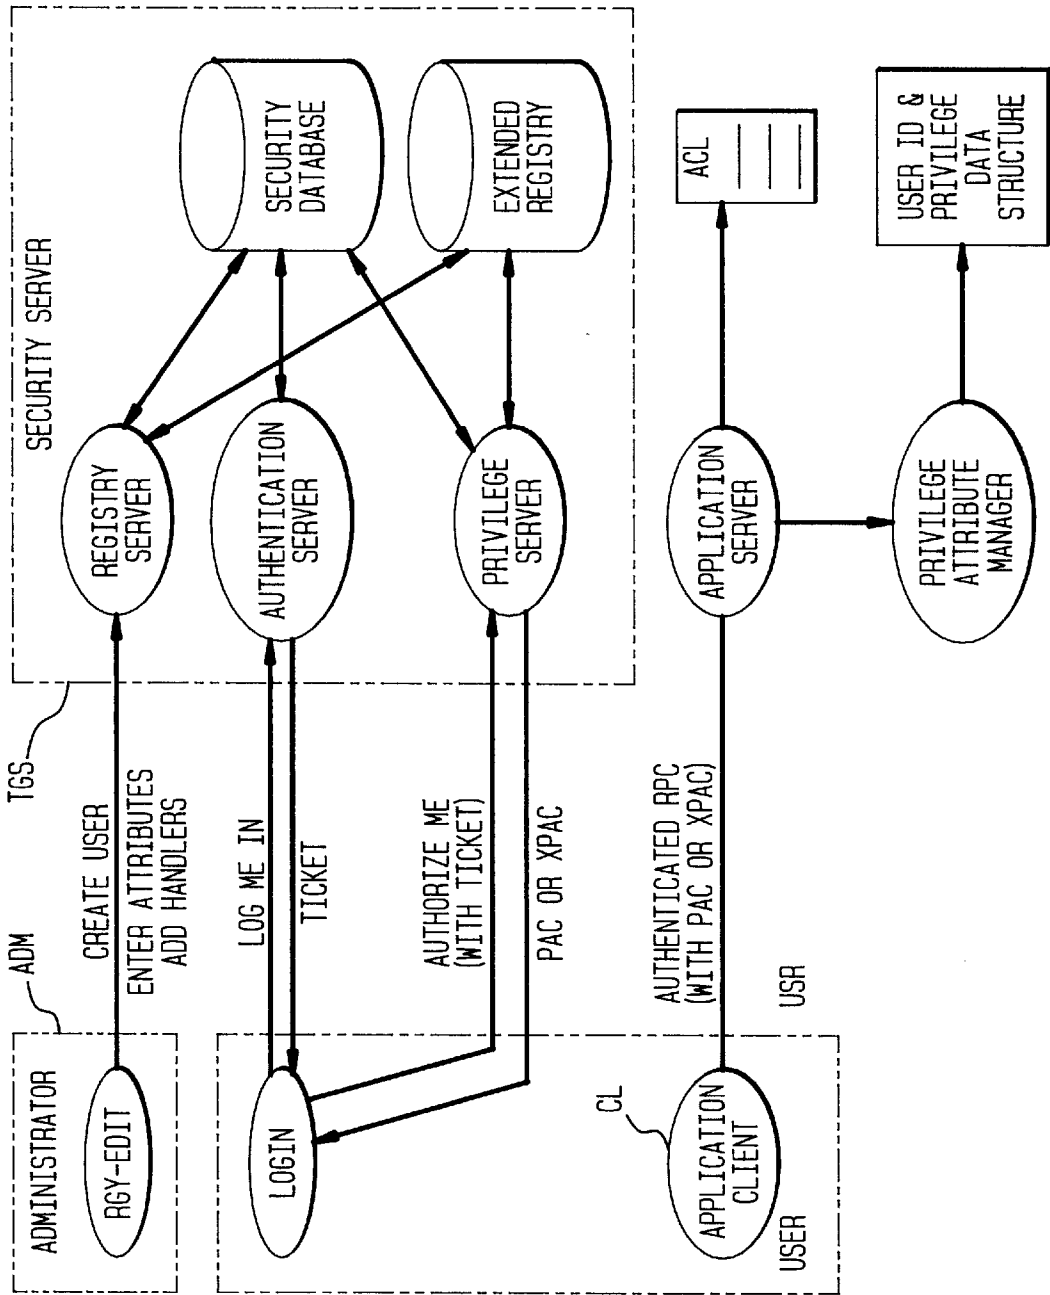 ADMINISTRATOR
RGY-EDIT
ADM
CREATE USER
ENTER ATTRIBUTES
ADD HANDLERS
TGS
SECURITY SERVER
REGISTRY
SERVER
SECURITY
DATABASE
LOGIN
LOG ME IN
TICKET
AUTHENTICATION
SERVER
AUTHORIZE ME
(WITH TICKET)
PAC OR XPAC
PRIVILEGE
SERVER
EXTENDED
REGISTRY
CL
APPLICATION
CLIENT
USER
USR
AUTHENTICATED RPC
(WITH PAC OR XPAC)
APPLICATION
SERVER
ACL
PRIVILEGE
ATTRIBUTE
MANAGER
USER ID &
PRIVILEGE
DATA
STRUCTURE